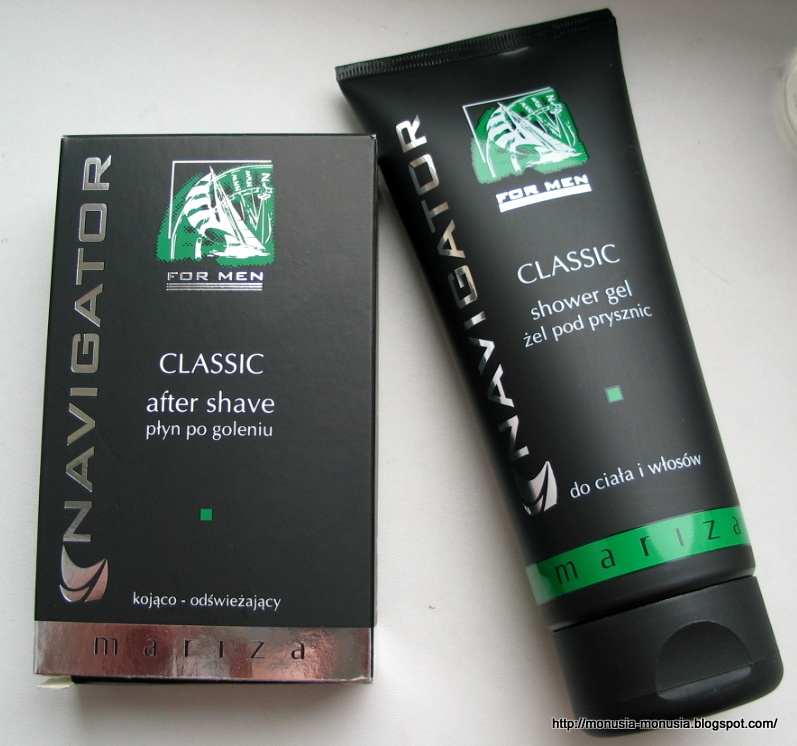 NAVIGATOR
FOR MEN
CLASSIC
after shave
płyn po goleniu
kojąco - odświeżający
mariza
NAVIGATOR
FOR MEN
CLASSIC
shower gel
żel pod prysznic
do ciała i włosów
mariza
http://monusia-monusia.blogspot.com/